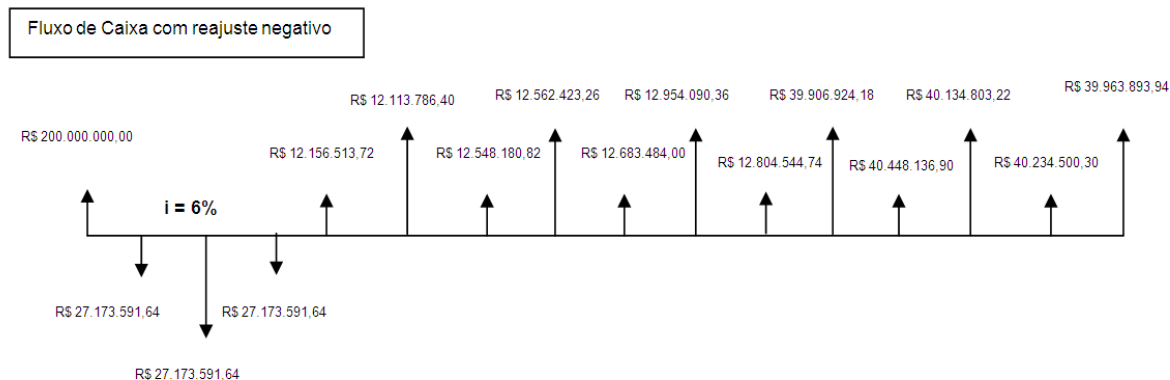 Fluxo de Caixa com reajuste negativo
R$ 39.963.893,94
R$ 12.113.786,40
R$ 12.562.423,26
R$ 12.954.090,36
R$ 39.906.924,18
R$ 40.134.803,22
R$ 200.000.000,00
R$ 12.156.513,72
R$ 12.548.180,82
R$ 12.683.484,00
R$ 12.804.544,74
R$ 40.448.136,90
R$ 40.234.500,30
i = 6%
R$ 27.173.591,64
R$ 27.173.591,64
R$ 27.173.591,64